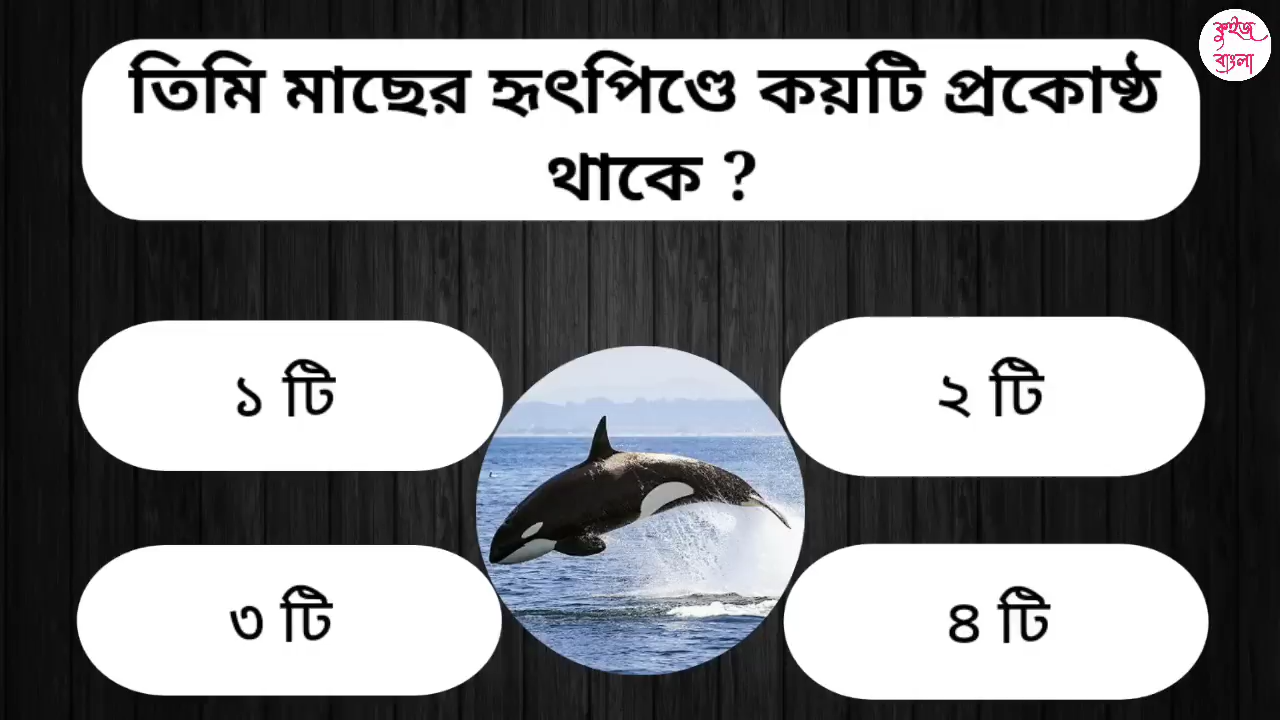 কুইজ
বাংলা
তিমি মাছের হৃৎপিণ্ডে কয়টি প্রকোষ্ঠ
থাকে ?
১ টি
২ টি
৩ টি
৪ টি